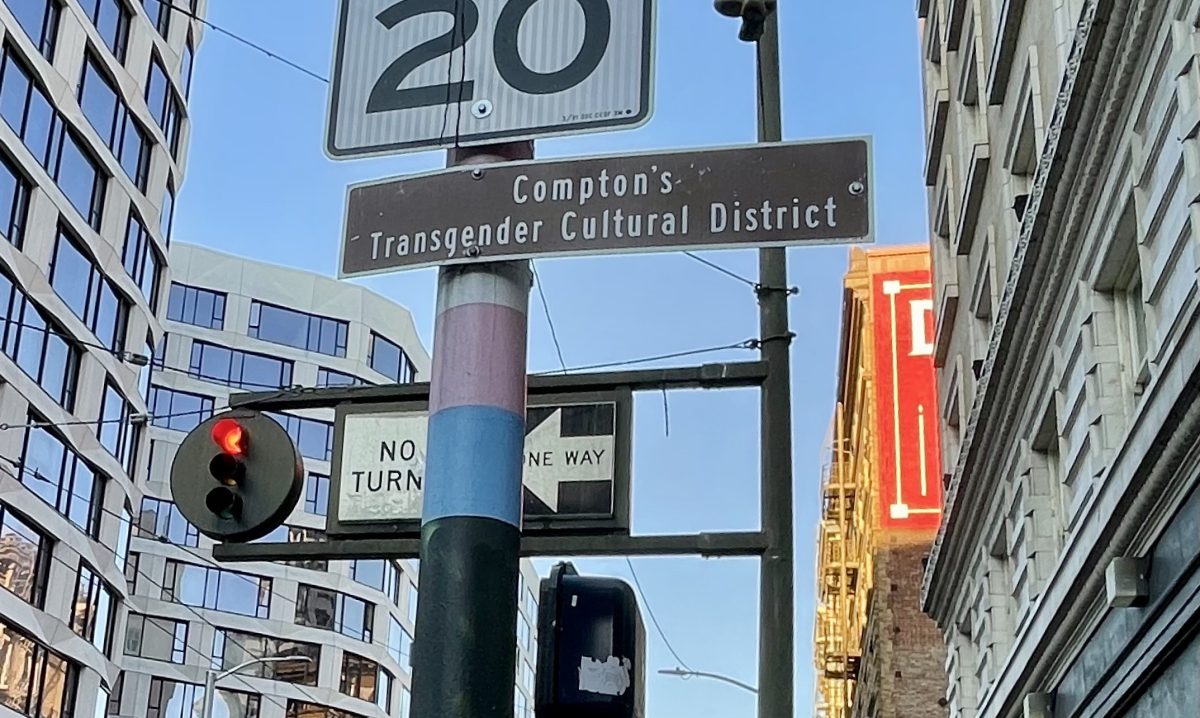 20
Compton's
Transgender Cultural District
NO
TURN
ONE WAY